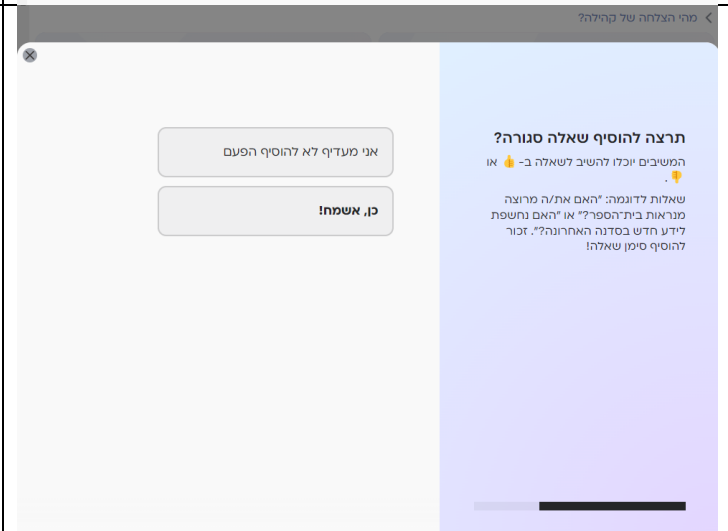 מהי הצלחה של קהילה?
תרצה להוסיף שאלה סגורה?
המשיבים יוכלו להשיב לשאלה ב- 👍 או
👎 .
שאלות לדוגמה: "האם את/ה מרוצה
מנראות בית־הספר?" או "האם נחשפת
לידע חדש בסדנה האחרונה?". זכור
להוסיף סימן שאלה!
אני מעדיף לא להוסיף הפעם
כן, אשמח!